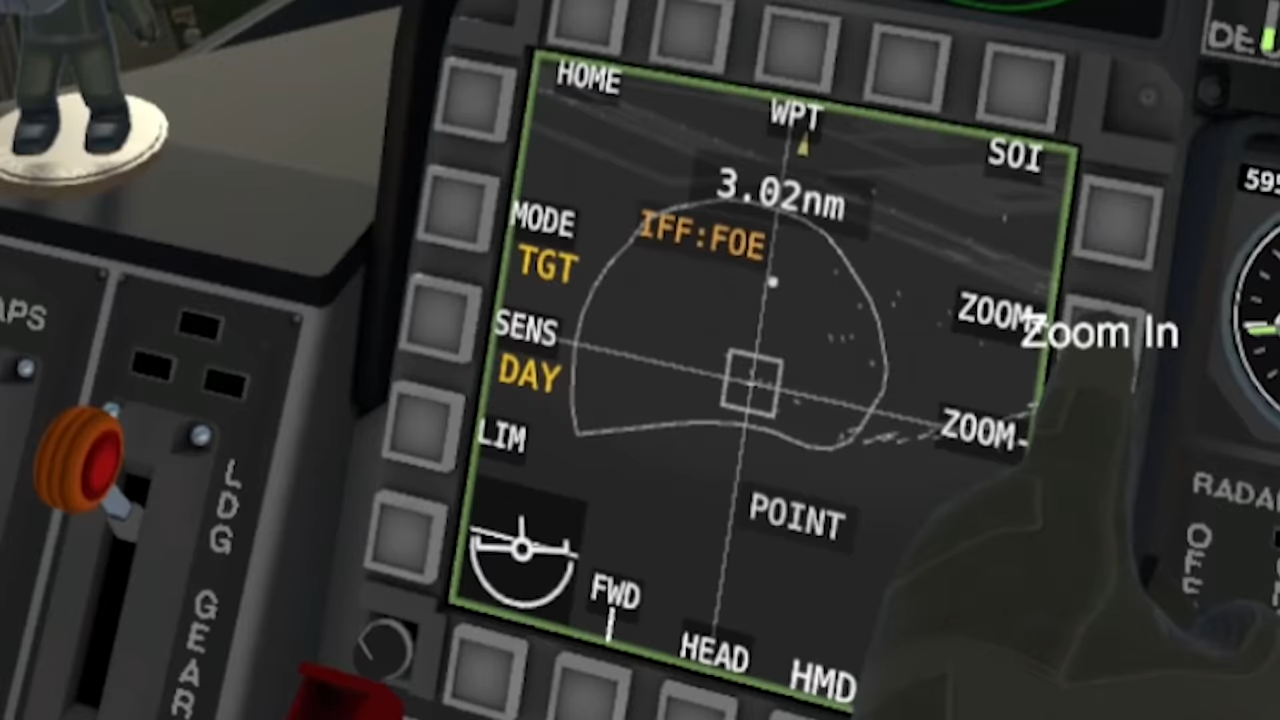 HOME
WPT
SOI
3.02nm
IFF:FOE
MODE
TGT
ZOOM
Zoom In
SENS
DAY
ZOOM-
LIM
POINT
FWD
HEAD
HMD
LDG GEAR